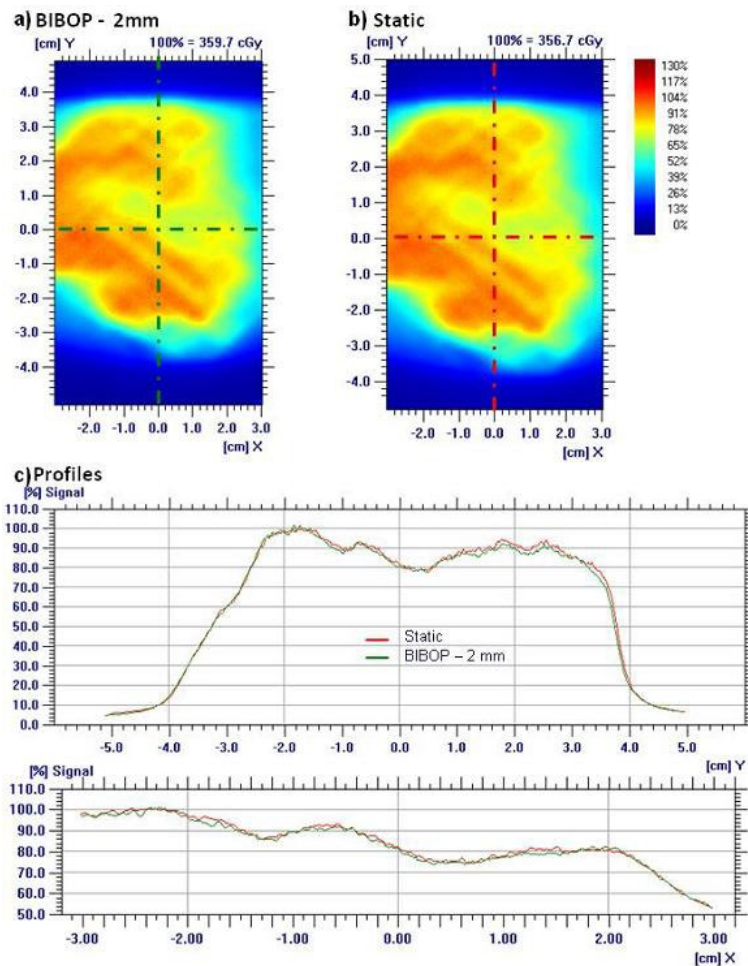 a) BIBOP - 2mm
[cm] Y
100% = 359.7 cGy
4.0
3.0
2.0
1.0
0.0
-1.0
-2.0
-3.0
-4.0
-2.0 -1.0 0.0 1.0 2.0 3.0
[cm] X
b) Static
[cm] Y
100% = 356.7 cGy
5.0
4.0
3.0
2.0
1.0
0.0
-1.0
-2.0
-3.0
-4.0
-2.0 -1.0 0.0 1.0 2.0 3.0
[cm] X
130%
117%
104%
91%
78%
65%
52%
39%
26%
13%
0%
c) Profiles
[%] Signal
110.0
100.0
90.0
80.0
70.0
60.0
50.0
40.0
30.0
20.0
10.0
0.0
Static
BIBOP – 2 mm
-5.0 -4.0 -3.0 -2.0 -1.0 0.0 1.0 2.0 3.0 4.0 5.0
[cm] Y
[%] Signal
110.0
100.0
90.0
80.0
70.0
60.0
50.0
-3.00 -2.00 -1.00 0.00 1.00 2.00 3.00
[cm] X